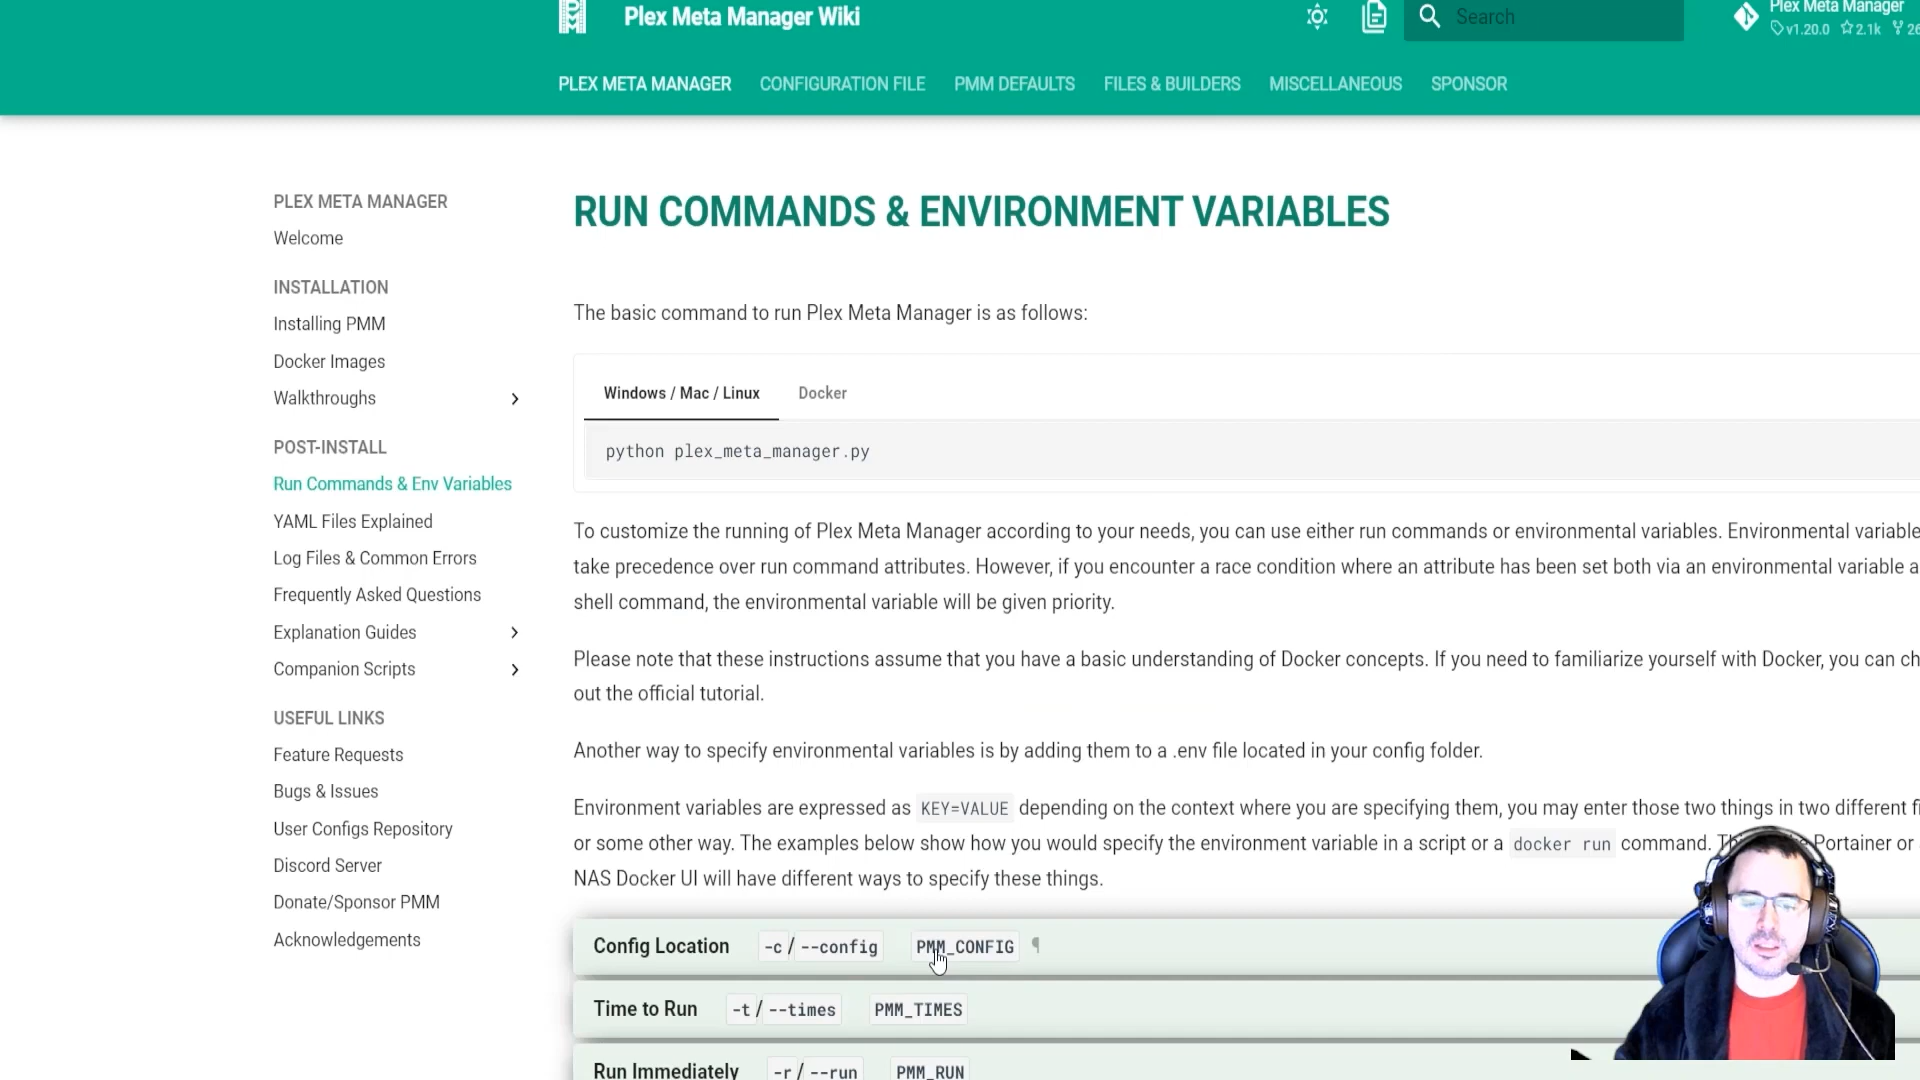 PMM
Plex Meta Manager Wiki
Search
Plex Meta Manager
v1.20.0 2.1k 26
PLEX META MANAGER CONFIGURATION FILE PMM DEFAULTS FILES & BUILDERS MISCELLANEOUS SPONSOR
PLEX META MANAGER
Welcome
INSTALLATION
Installing PMM
Docker Images
Walkthroughs
POST-INSTALL
Run Commands & Env Variables
YAML Files Explained
Log Files & Common Errors
Frequently Asked Questions
Explanation Guides
Companion Scripts
USEFUL LINKS
Feature Requests
Bugs & Issues
User Configs Repository
Discord Server
Donate/Sponsor PMM
Acknowledgements
RUN COMMANDS & ENVIRONMENT VARIABLES
The basic command to run Plex Meta Manager is as follows:
Windows / Mac / Linux Docker
python plex_meta_manager.py
To customize the running of Plex Meta Manager according to your needs, you can use either run commands or environmental variables. Environmental variable
take precedence over run command attributes. However, if you encounter a race condition where an attribute has been set both via an environmental variable a
shell command, the environmental variable will be given priority.
Please note that these instructions assume that you have a basic understanding of Docker concepts. If you need to familiarize yourself with Docker, you can ch
out the official tutorial.
Another way to specify environmental variables is by adding them to a .env file located in your config folder.
Environment variables are expressed as KEY=VALUE depending on the context where you are specifying them, you may enter those two things in two different fi
or some other way. The examples below show how you would specify the environment variable in a script or a docker run command. Portainer or
NAS Docker UI will have different ways to specify these things.
Config Location -c / --config PMM_CONFIG ¶
Time to Run -t / --times PMM_TIMES
Run Immediately -r / --run PMM_RUN